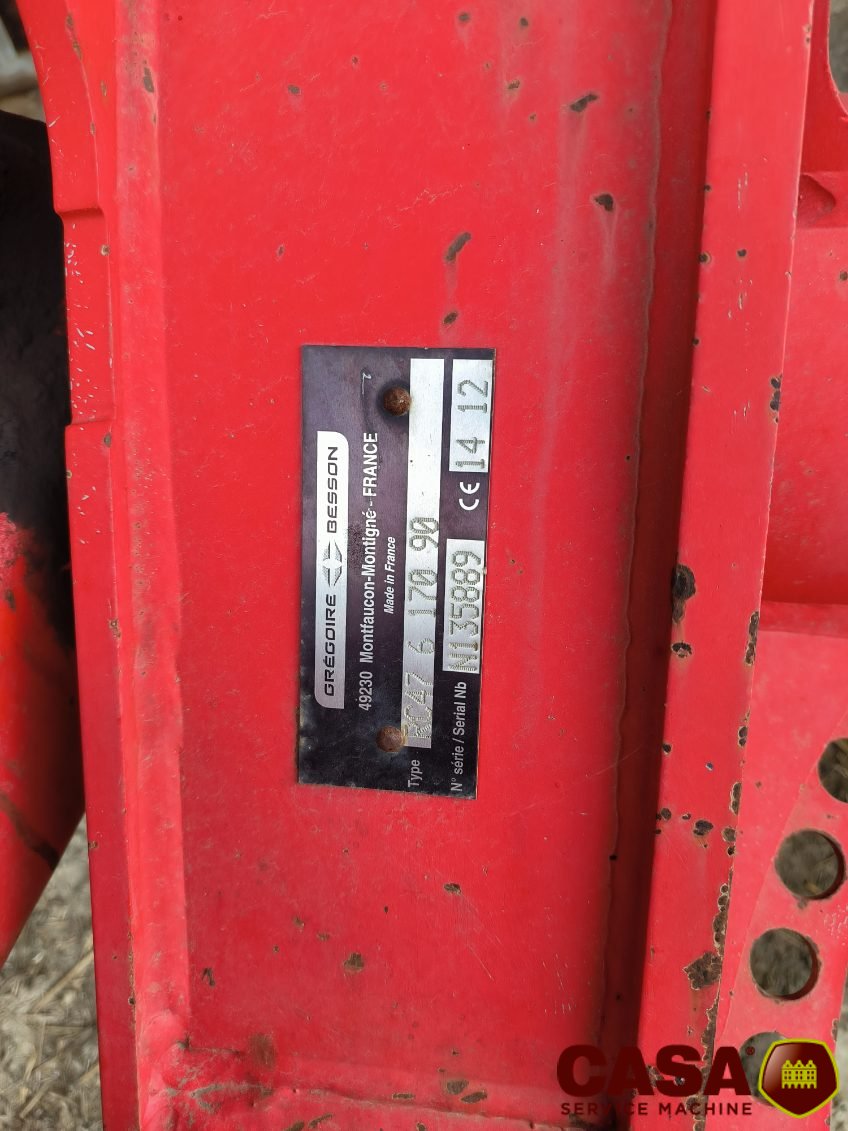 GRÉGOIRE BESSON
49230 Montfaucon-Montigné - FRANCE
Made in France
Type RC47 6 170 90
N° série / Serial Nb N135889 CE 14 12
CASA
SERVICE MACHINE